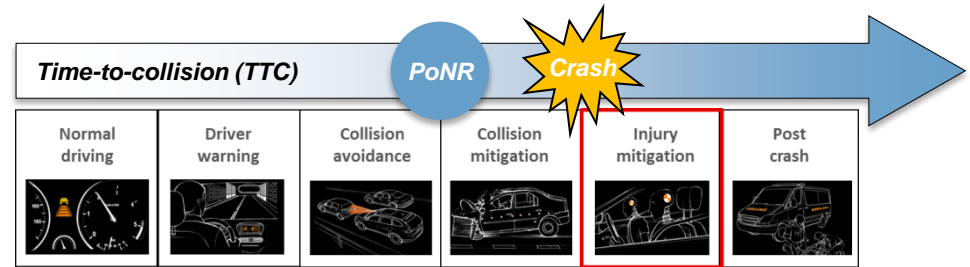 Time-to-collision (TTC)
PoNR
Crash
Normal
driving
Driver
warning
Collision
avoidance
Collision
mitigation
Injury
mitigation
Post
crash